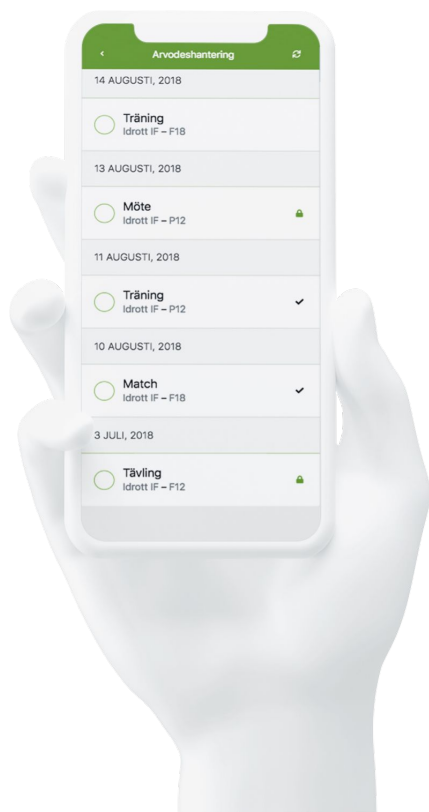 Arvodeshantering
14 AUGUSTI, 2018
Träning
Idrott IF – F18
13 AUGUSTI, 2018
Möte
Idrott IF – P12
11 AUGUSTI, 2018
Träning
Idrott IF – P12
10 AUGUSTI, 2018
Match
Idrott IF – F18
3 JULI, 2018
Tävling
Idrott IF – F12